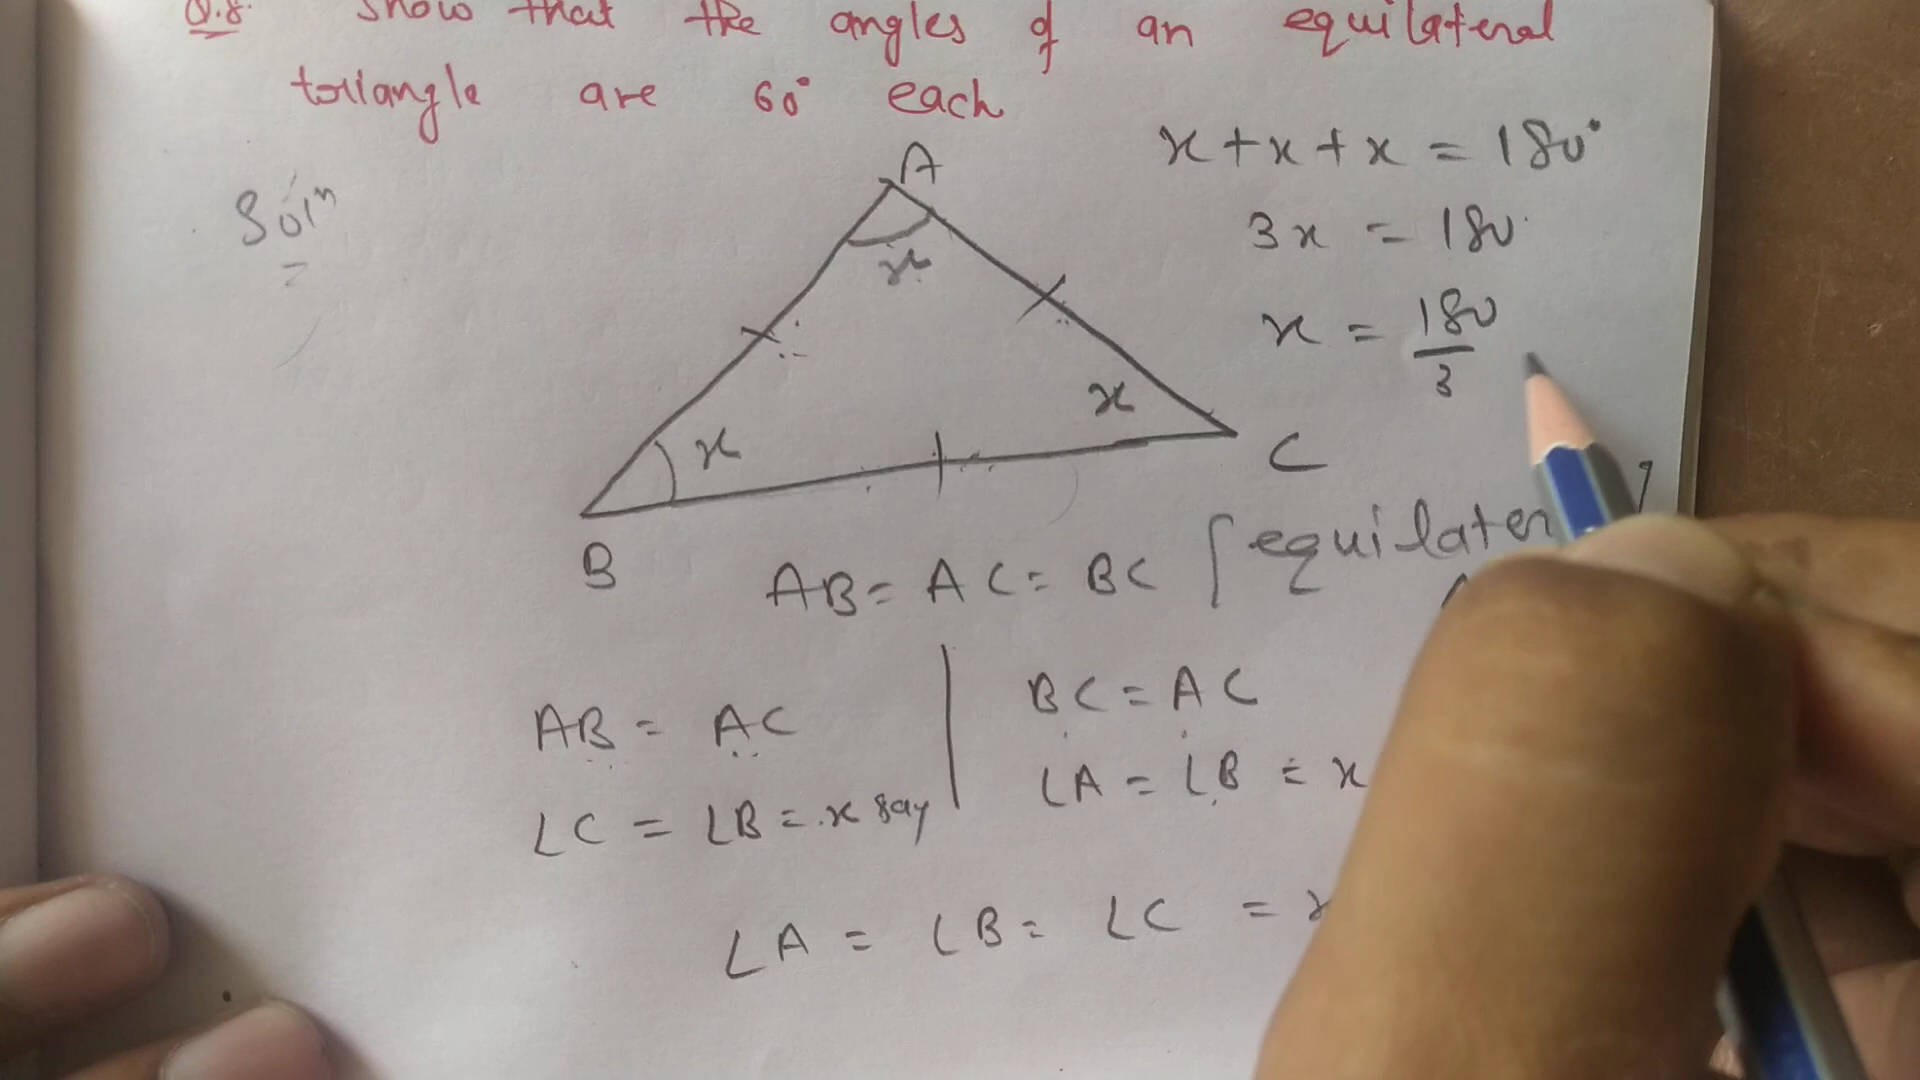 Q.8. Show that the angles of an equilateral
triangle are 60° each
Soln
A
x
x
x
B
C
x + x + x = 180°
3x = 180
x = 180/3
AB = AC = BC [equilater
AB = AC
∠C = ∠B = x say
BC = AC
∠A = ∠B = x
∠A = ∠B = ∠C =